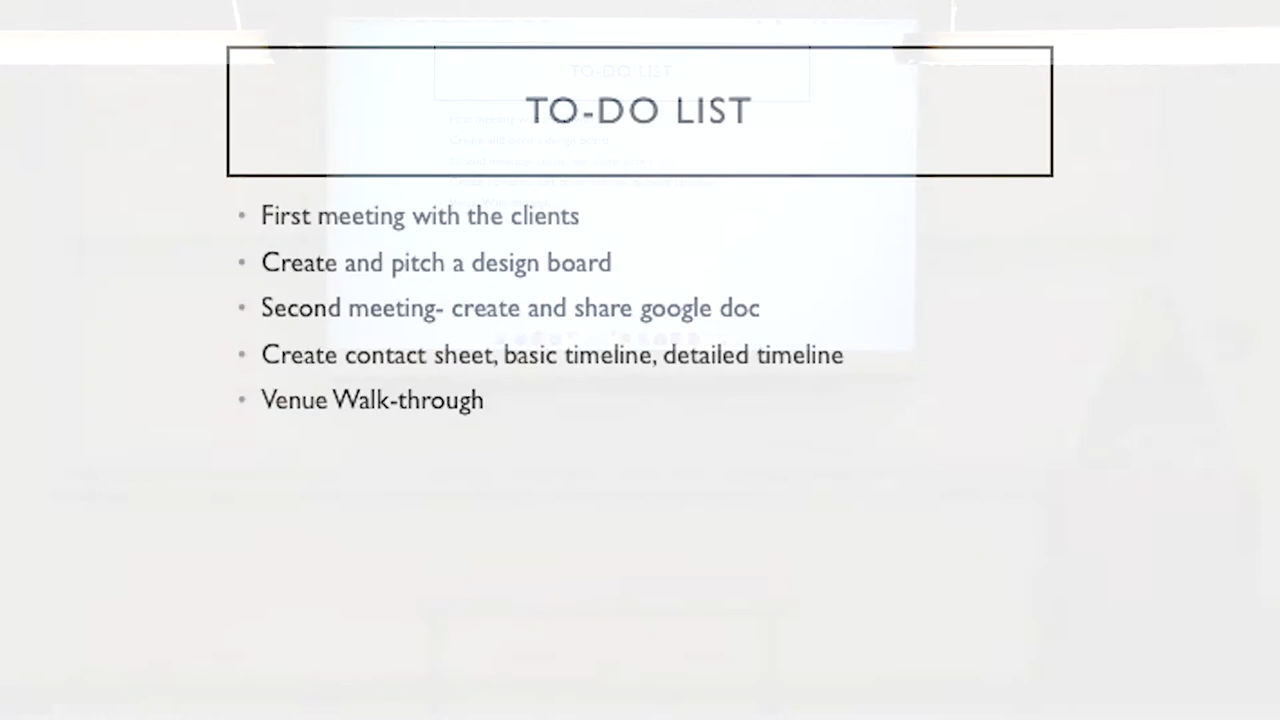 TO-DO LIST
• First meeting with the clients
• Create and pitch a design board
• Second meeting- create and share google doc
• Create contact sheet, basic timeline, detailed timeline
• Venue Walk-through